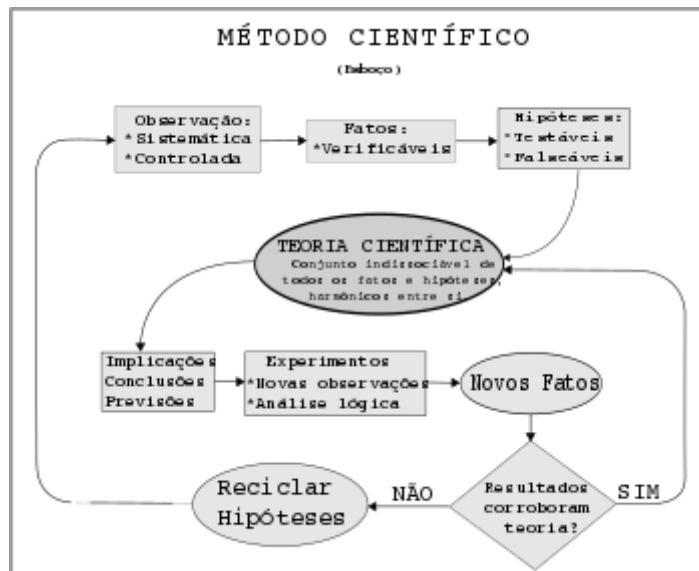 MÉTODO CIENTÍFICO
(Esboço)
Observação:
*Sistemática
*Controlada
Fatos:
*Verificáveis
Hipóteses:
*Testáveis
*Falseáveis
TEORIA CIENTÍFICA
Conjunto indissociável de
todos os fatos e hipóteses,
harmônicos entre si.
Implicações
Conclusões
Previsões
Experimentos
*Novas observações
*Análise lógica
Novos Fatos
Resultados
corroboram
teoria?
SIM
NÃO
Reciclar
Hipóteses